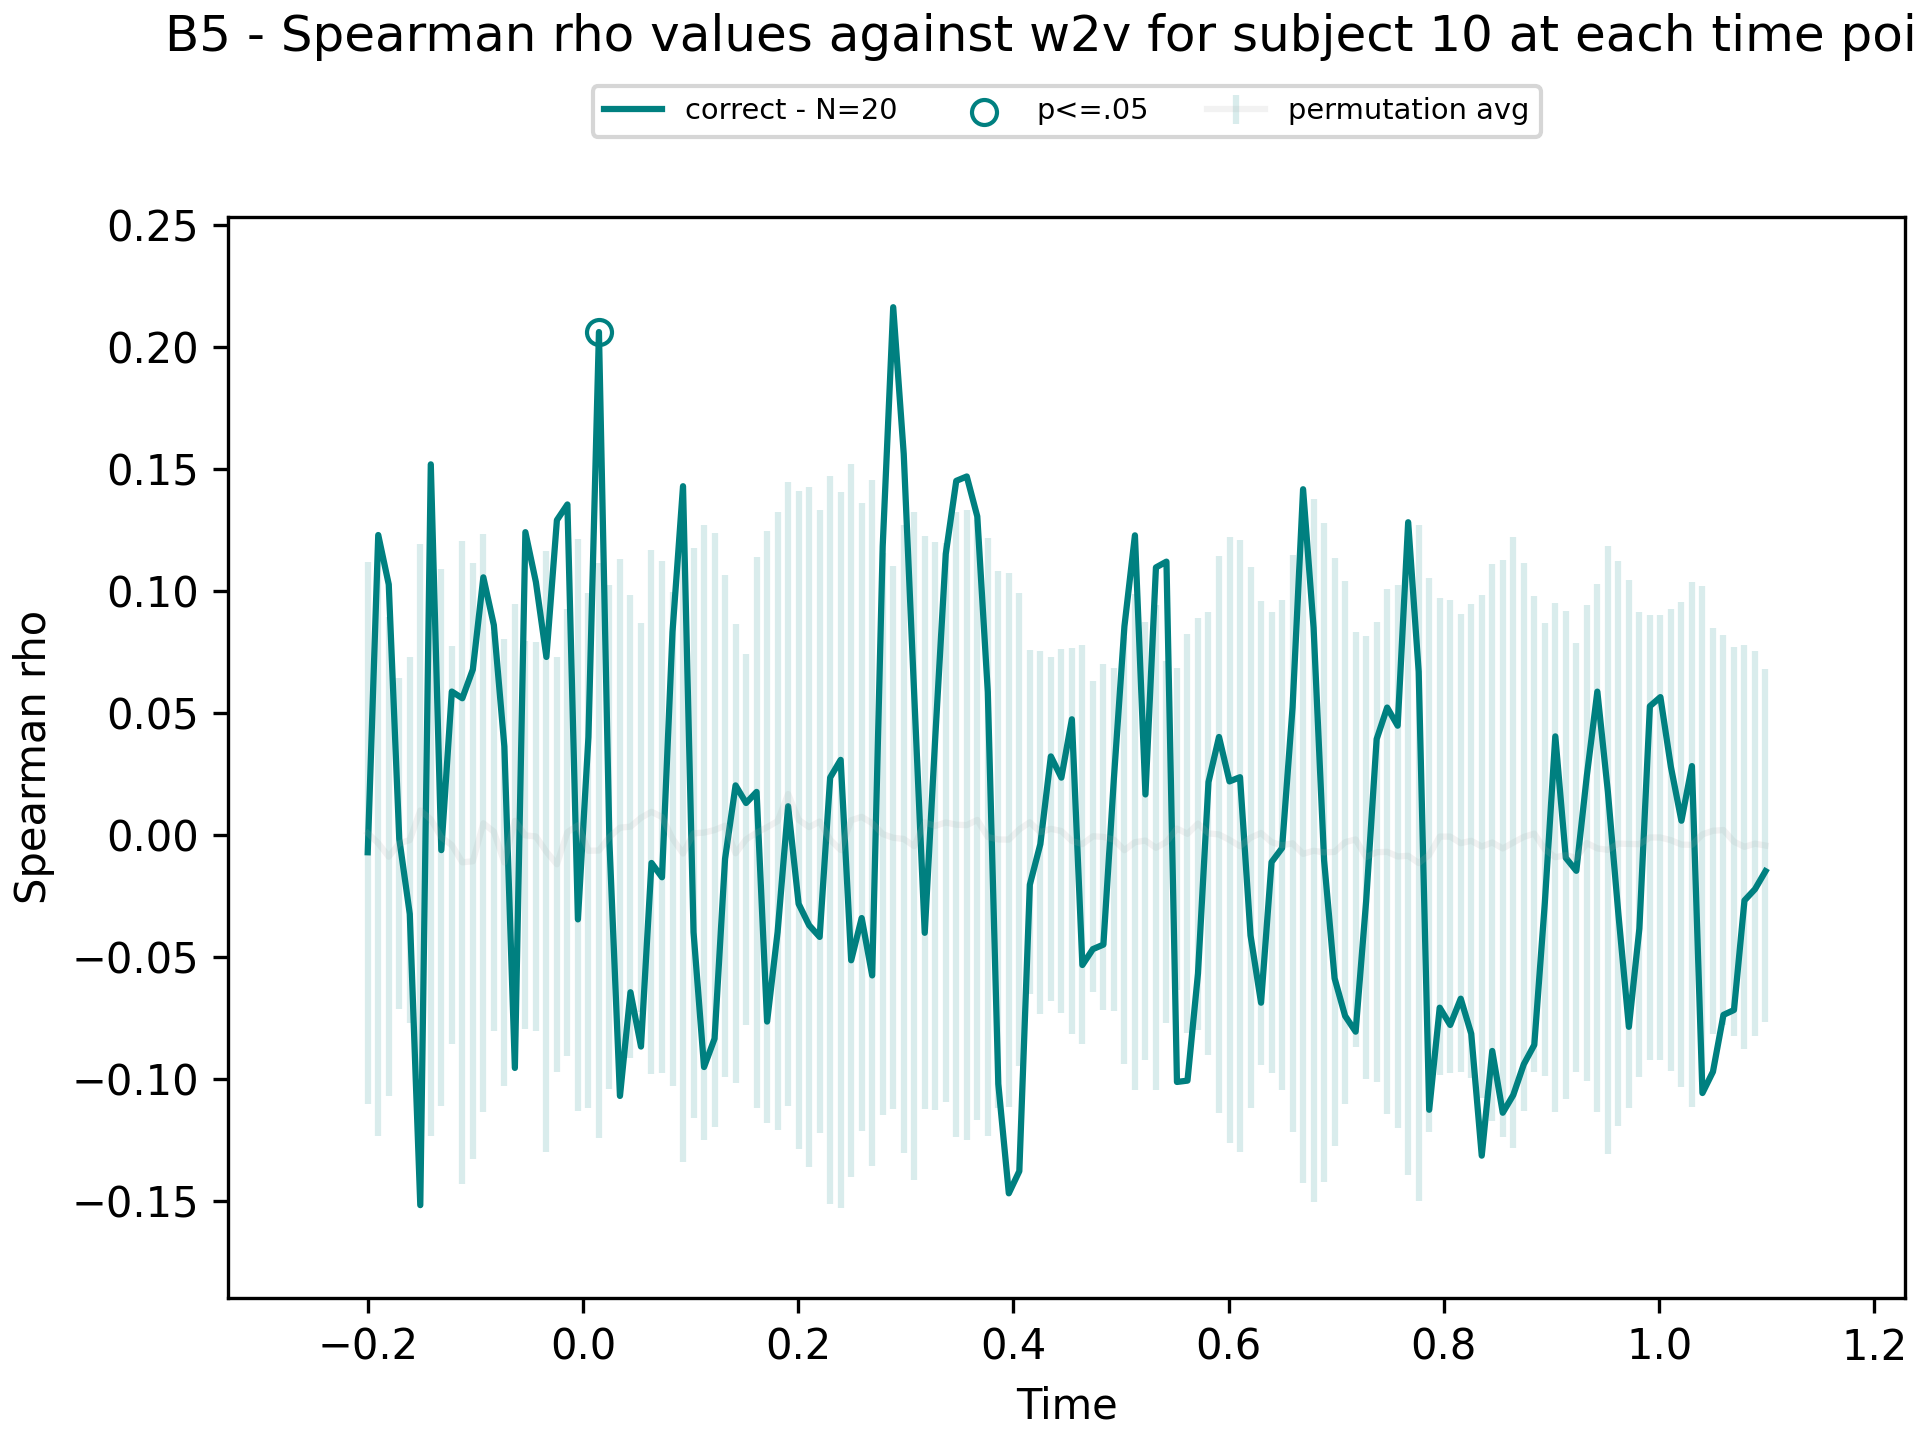 B5 - Spearman rho values against w2v for subject 10 at each time poi
correct - N=20
p<=.05
permutation avg
0.25
0.20
0.15
0.10
0.05
0.00
−0.05
−0.10
−0.15
Spearman rho
−0.2
0.0
0.2
0.4
0.6
0.8
1.0
1.2
Time